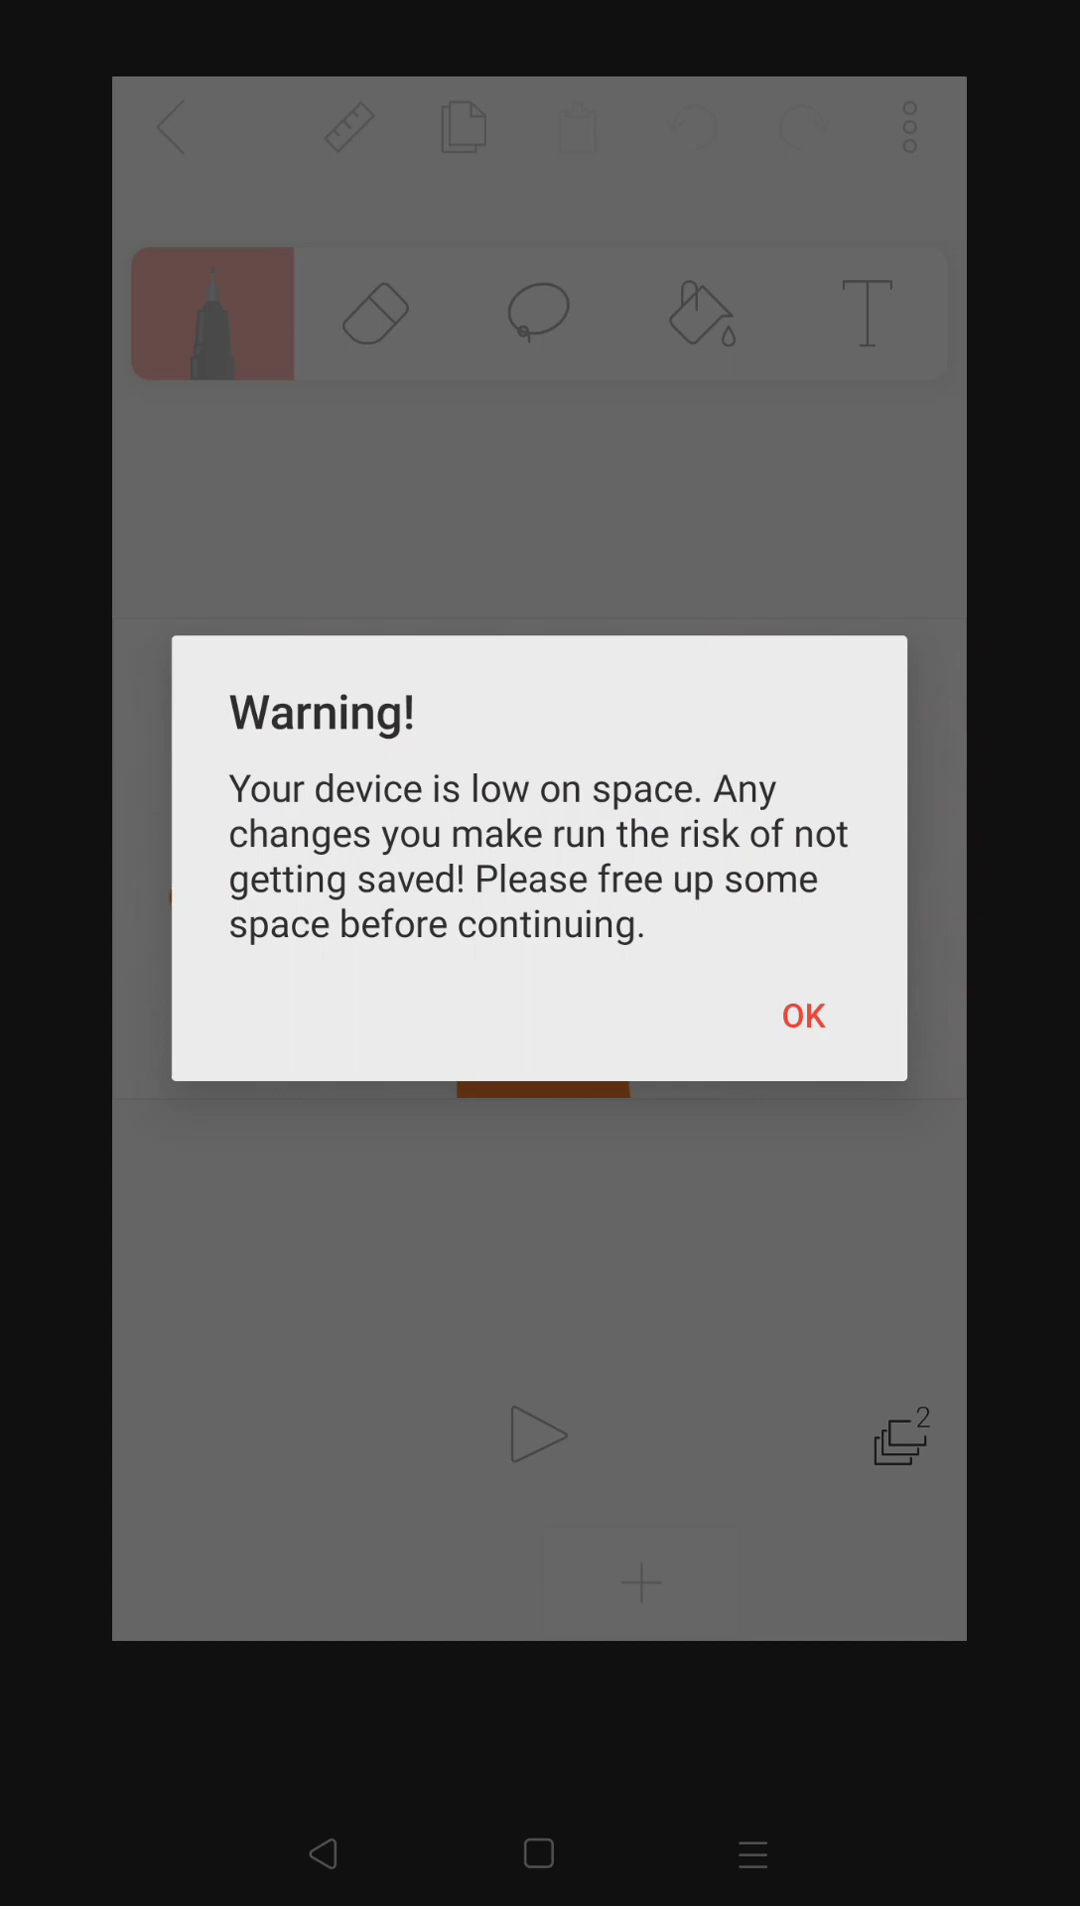 T
Warning!
Your device is low on space. Any
changes you make run the risk of not
getting saved! Please free up some
space before continuing.
OK
2